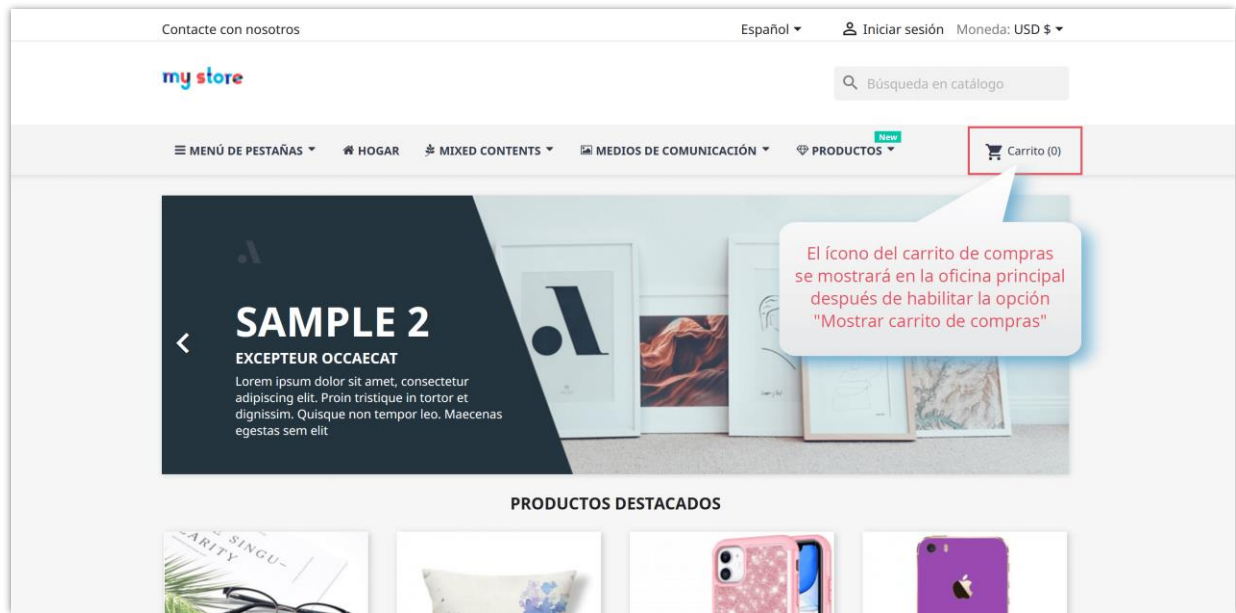 Contacte con nosotros
Español
Iniciar sesión
Moneda: USD $
my store
Búsqueda en catálogo
MENÚ DE PESTAÑAS
HOGAR
MIXED CONTENTS
MEDIOS DE COMUNICACIÓN
New
PRODUCTOS
Carrito (0)
El ícono del carrito de compras
se mostrará en la oficina principal
después de habilitar la opción
"Mostrar carrito de compras"
SAMPLE 2
EXCEPTEUR OCCAECAT
Lorem ipsum dolor sit amet, consectetur
adipiscing elit. Proin tristique in tortor et
dignissim. Quisque non tempor leo. Maecenas
egestas sem elit
PRODUCTOS DESTACADOS
SINGU-
LARITY